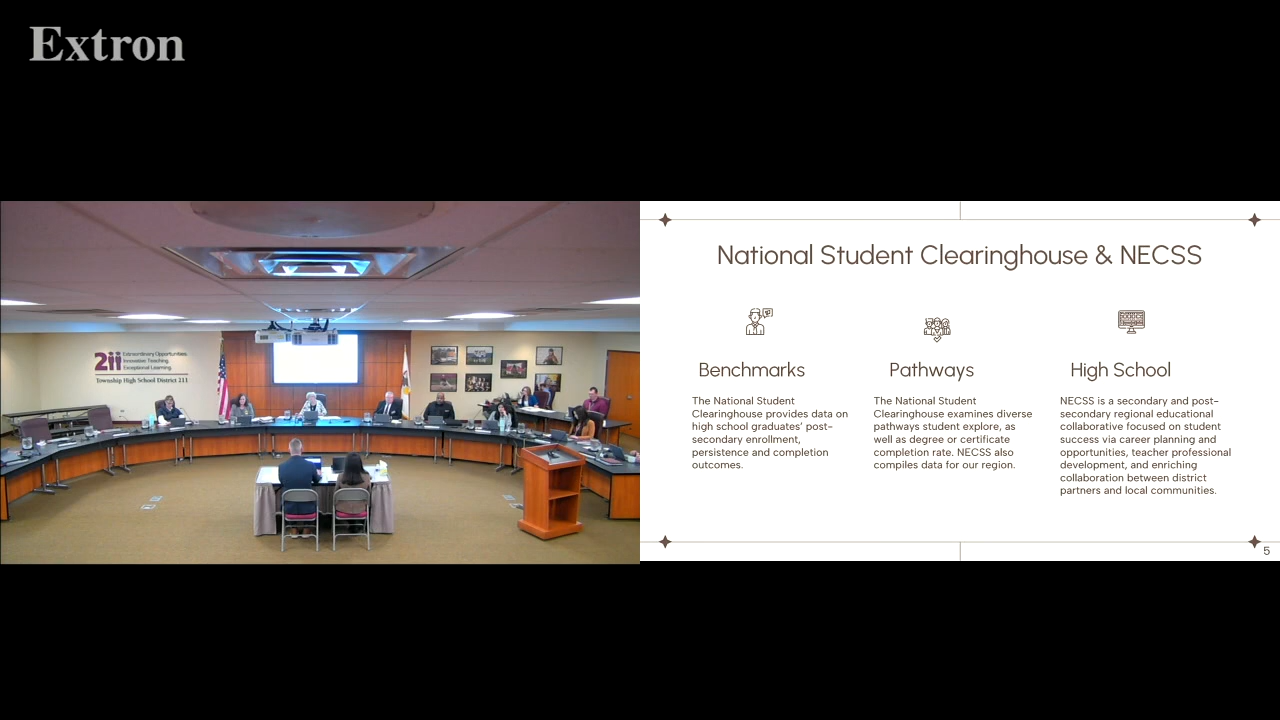 Extron
211
Extraordinary Opportunities.
Innovative Teaching.
Exceptional Learning.
Township High School District 211
National Student Clearinghouse & NECSS
Benchmarks
The National Student
Clearinghouse provides data on
high school graduates' post-
secondary enrollment,
persistence and completion
outcomes.
Pathways
The National Student
Clearinghouse examines diverse
pathways student explore, as
well as degree or certificate
completion rate. NECSS also
compiles data for our region.
High School
NECSS is a secondary and post-
secondary regional educational
collaborative focused on student
success via career planning and
opportunities, teacher professional
development, and enriching
collaboration between district
partners and local communities.
5